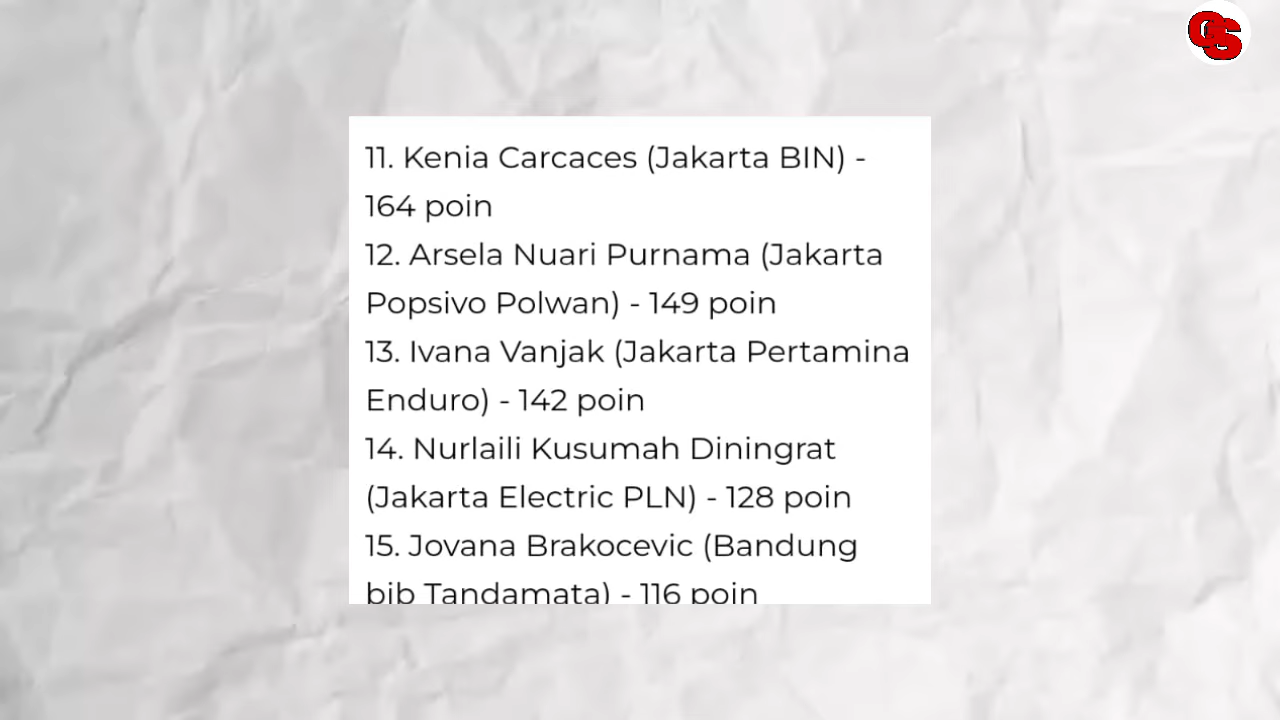 GS
11. Kenia Carcaces (Jakarta BIN) -
164 poin
12. Arsela Nuari Purnama (Jakarta
Popsivo Polwan) - 149 poin
13. Ivana Vanjak (Jakarta Pertamina
Enduro) - 142 poin
14. Nurlaili Kusumah Diningrat
(Jakarta Electric PLN) - 128 poin
15. Jovana Brakocevic (Bandung
bjb Tandamata) - 116 poin